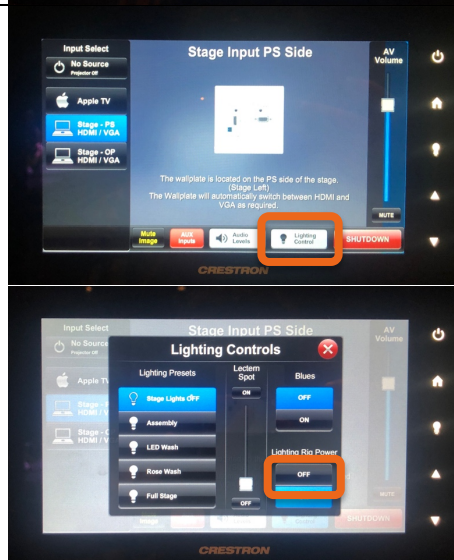 Input Select
No Source
Projector Off
Apple TV
Stage - PS
HDMI / VGA
Stage - OP
HDMI / VGA
Stage Input PS Side
The wallplate is located on the PS side of the stage.
(Stage Left)
The Wallplate will automatically switch between HDMI and
VGA as required.
AV
Volume
MUTE
Mute
Image
AUX
Inputs
Audio
Levels
Lighting
Control
SHUTDOWN
CRESTRON
Input Select
No Source
Apple TV
Stage Input PS Side
AV
Volume
Lighting Controls
Lighting Presets
Stage Lights OFF
Assembly
LED Wash
Rose Wash
Full Stage
Lectern
Spot
ON
OFF
Blues
OFF
ON
Lighting Rig Power
OFF
MUTE
SHUTDOWN
CRESTRON